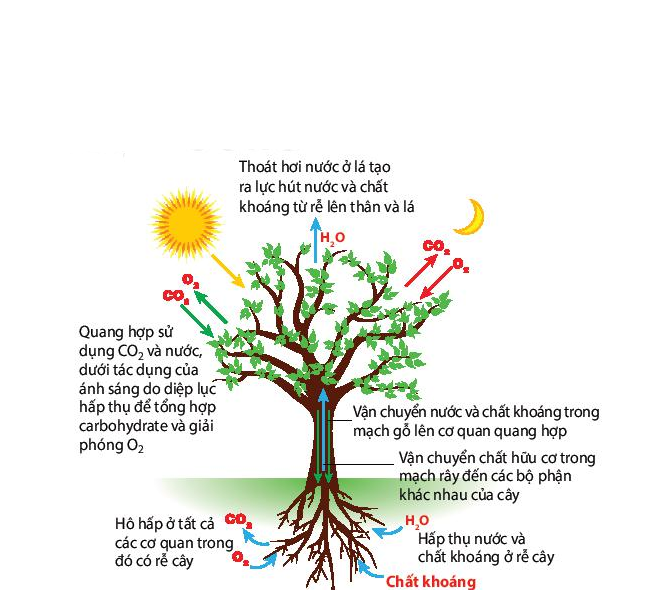 Thoát hơi nước ở lá tạo
ra lực hút nước và chất
khoáng từ rễ lên thân và lá
H₂O
CO₂
O₂
O₂
CO₂
Quang hợp sử
dụng CO₂ và nước,
dưới tác dụng của
ánh sáng do diệp lục
hấp thụ để tổng hợp
carbohydrate và giải
phóng O₂
Vận chuyển nước và chất khoáng trong
mạch gỗ lên cơ quan quang hợp
Vận chuyển chất hữu cơ trong
mạch rây đến các bộ phận
khác nhau của cây
Hô hấp ở tất cả
các cơ quan trong
đó có rễ cây
CO₂
O₂
H₂O
Hấp thụ nước và
chất khoáng ở rễ cây
Chất khoáng